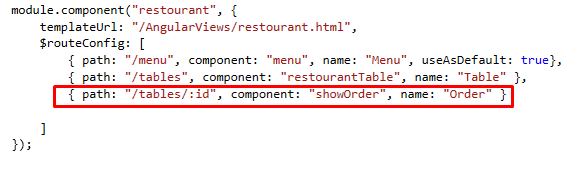 module.component("restourant", {
    templateUrl: "/AngularViews/restourant.html",
    $routeConfig: [
        { path: "/menu", component: "menu", name: "Menu", useAsDefault: true},
        { path: "/tables", component: "restourantTable", name: "Table" },
        { path: "/tables/:id", component: "showOrder", name: "Order" }
    ]
});